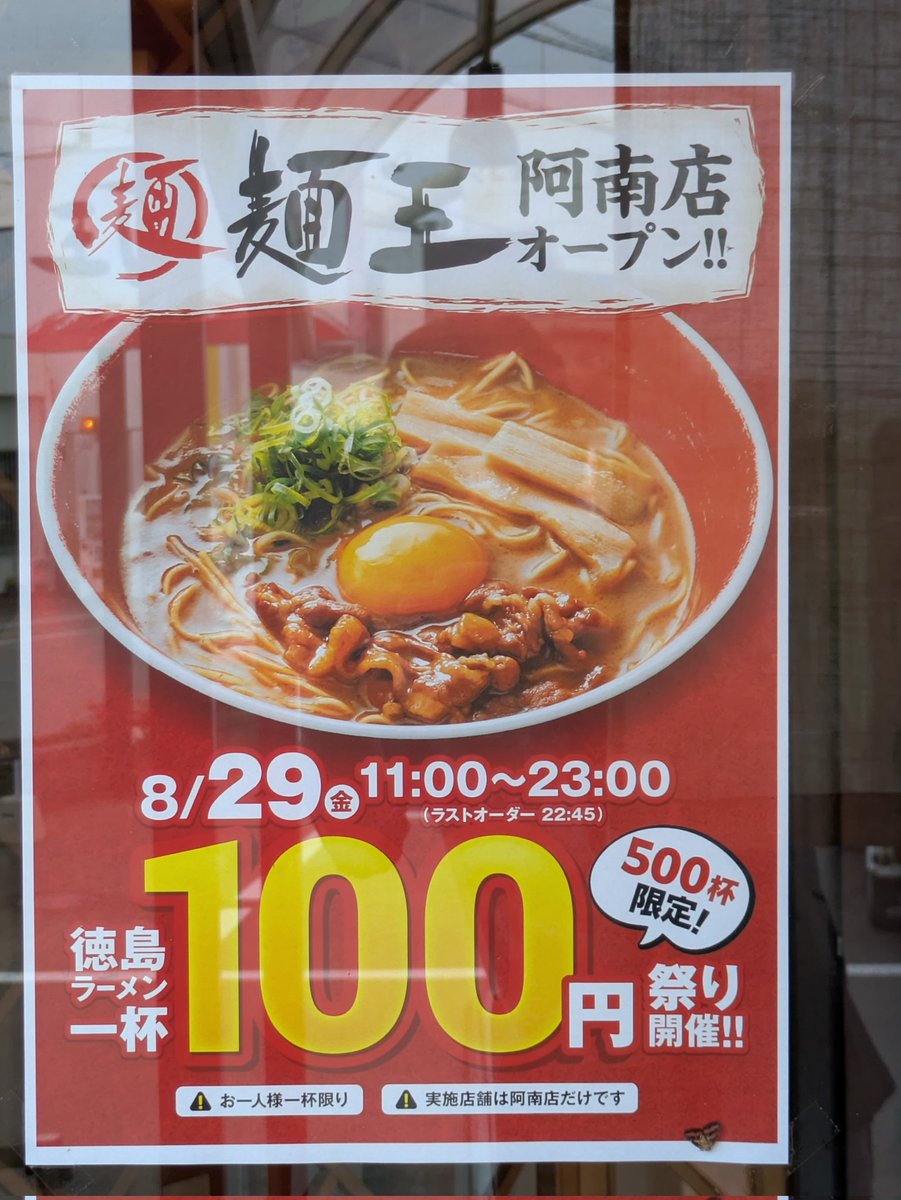 麺
麺王
阿南店
オープン!!
8/29金 11:00〜23:00
(ラストオーダー 22:45)
500杯
限定!
徳島
ラーメン
一杯
100円
祭り
開催!!
お一人様一杯限り
実施店舗は阿南店だけです